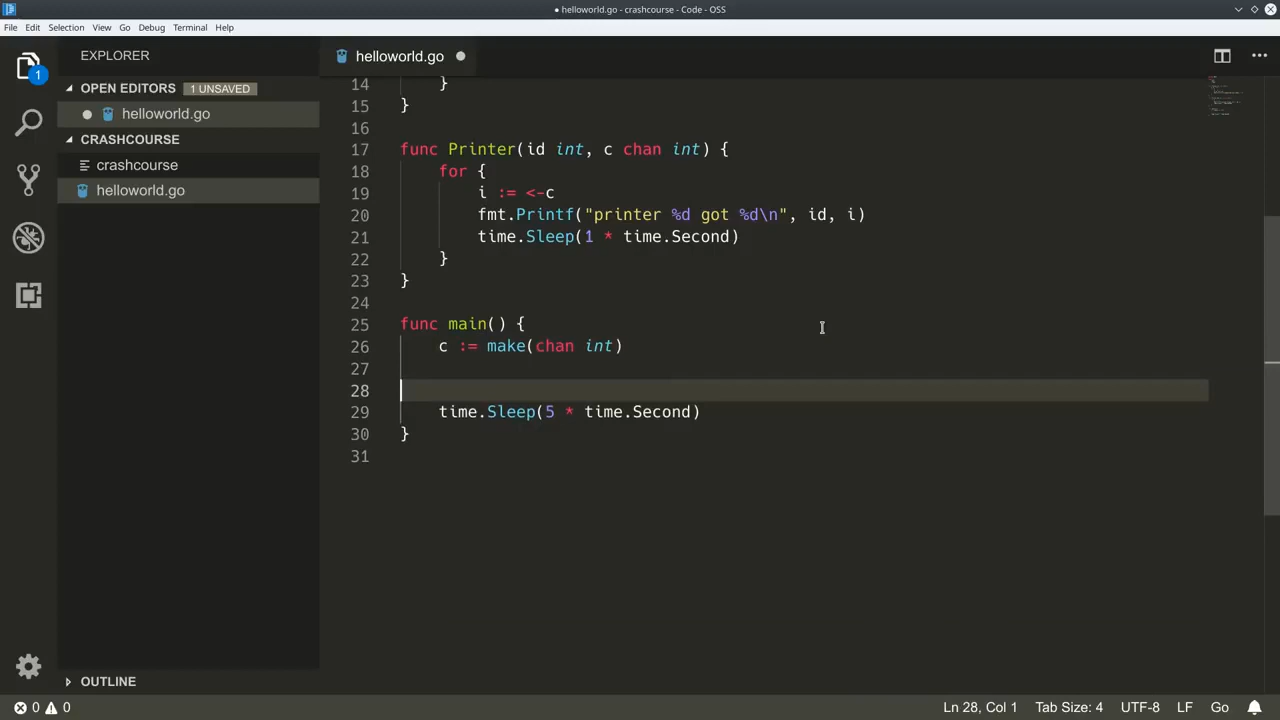 ● helloworld.go - crashcourse - Code - OSS
File Edit Selection View Go Debug Terminal Help
EXPLORER
helloworld.go
1
OPEN EDITORS 1 UNSAVED
helloworld.go
CRASHCOURSE
crashcourse
helloworld.go
OUTLINE
14 }
15 }
16
17 func Printer(id int, c chan int) {
18 for {
19 i := <-c
20 fmt.Printf("printer %d got %d\n", id, i)
21 time.Sleep(1 * time.Second)
22 }
23 }
24
25 func main() {
26 c := make(chan int)
27
28
29 time.Sleep(5 * time.Second)
30 }
31
0 0 Ln 28, Col 1 Tab Size: 4 UTF-8 LF Go